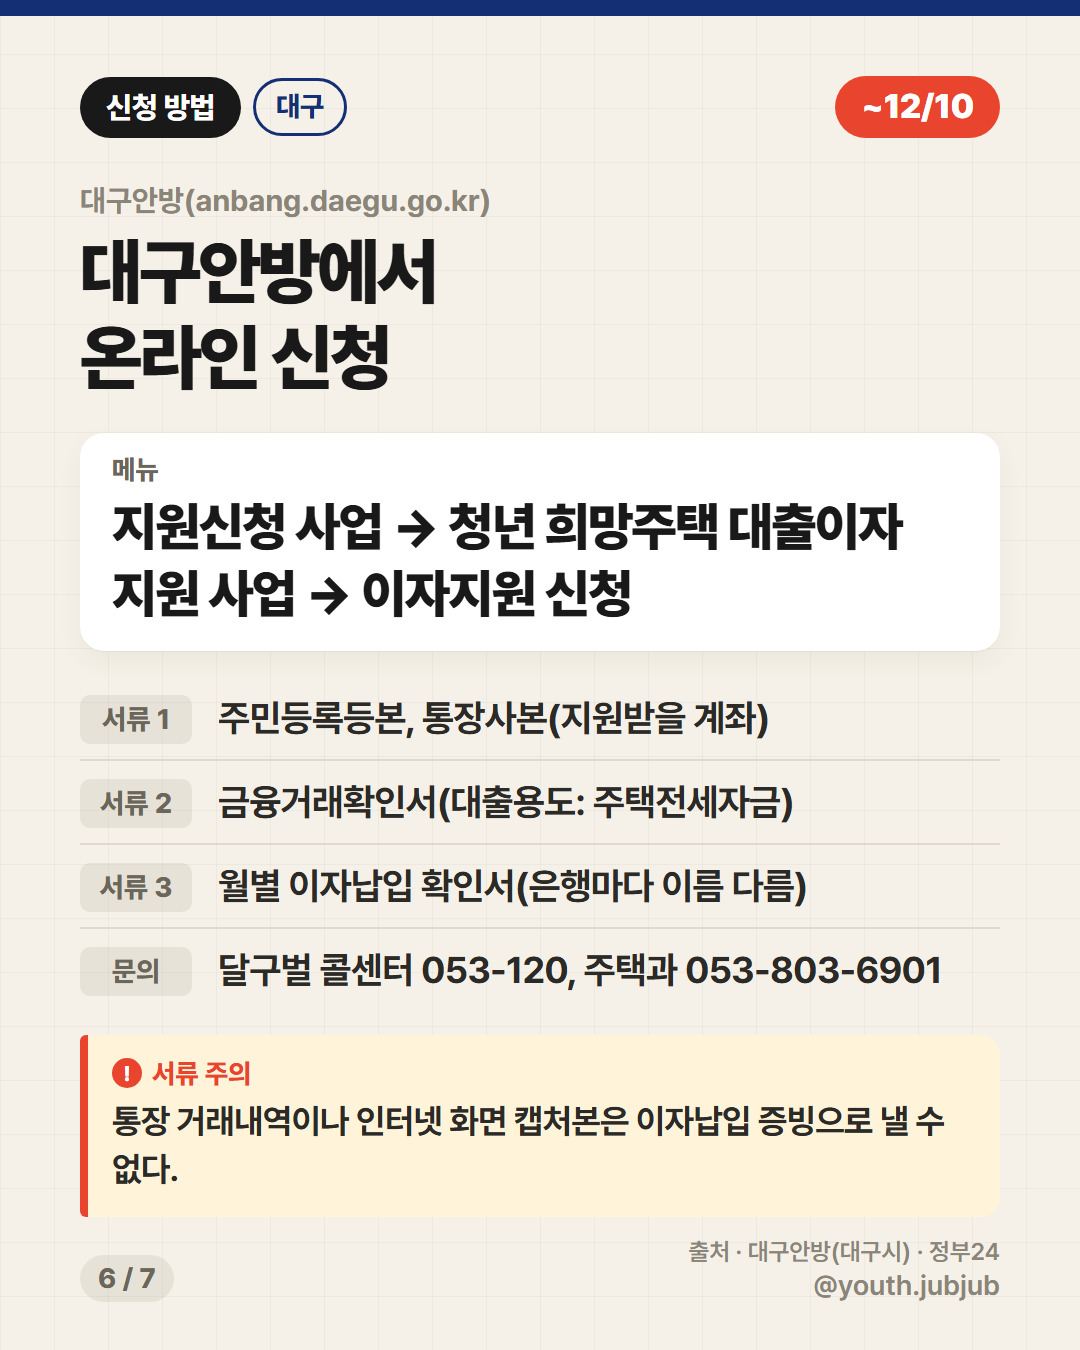 신청 방법
대구
~12/10
대구안방(anbang.daegu.go.kr)
대구안방에서
온라인 신청
메뉴
지원신청 사업 → 청년 희망주택 대출이자
지원 사업 → 이자지원 신청
서류 1
주민등록등본, 통장사본(지원받을 계좌)
서류 2
금융거래확인서(대출용도: 주택전세자금)
서류 3
월별 이자납입 확인서(은행마다 이름 다름)
문의
달구벌 콜센터 053-120, 주택과 053-803-6901
! 서류 주의
통장 거래내역이나 인터넷 화면 캡처본은 이자납입 증빙으로 낼 수
없다.
6 / 7
출처 · 대구안방(대구시) · 정부24
@youth.jubjub